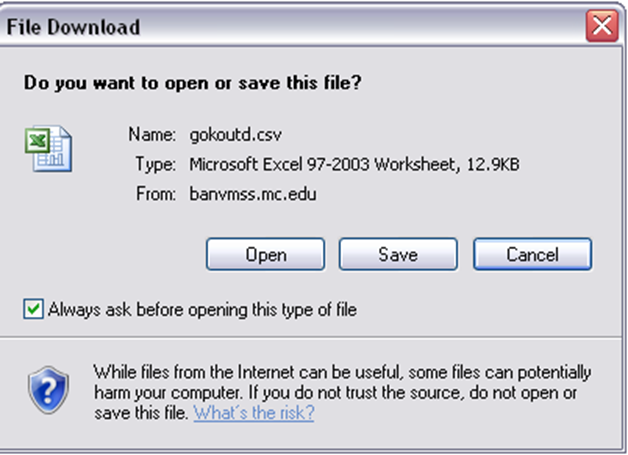 File Download
Do you want to open or save this file?
Name: gokoutd.csv
Type: Microsoft Excel 97-2003 Worksheet, 12.9KB
From: banvmss.mc.edu
Open Save Cancel
Always ask before opening this type of file
While files from the Internet can be useful, some files can potentially
harm your computer. If you do not trust the source, do not open or
save this file. What's the risk?